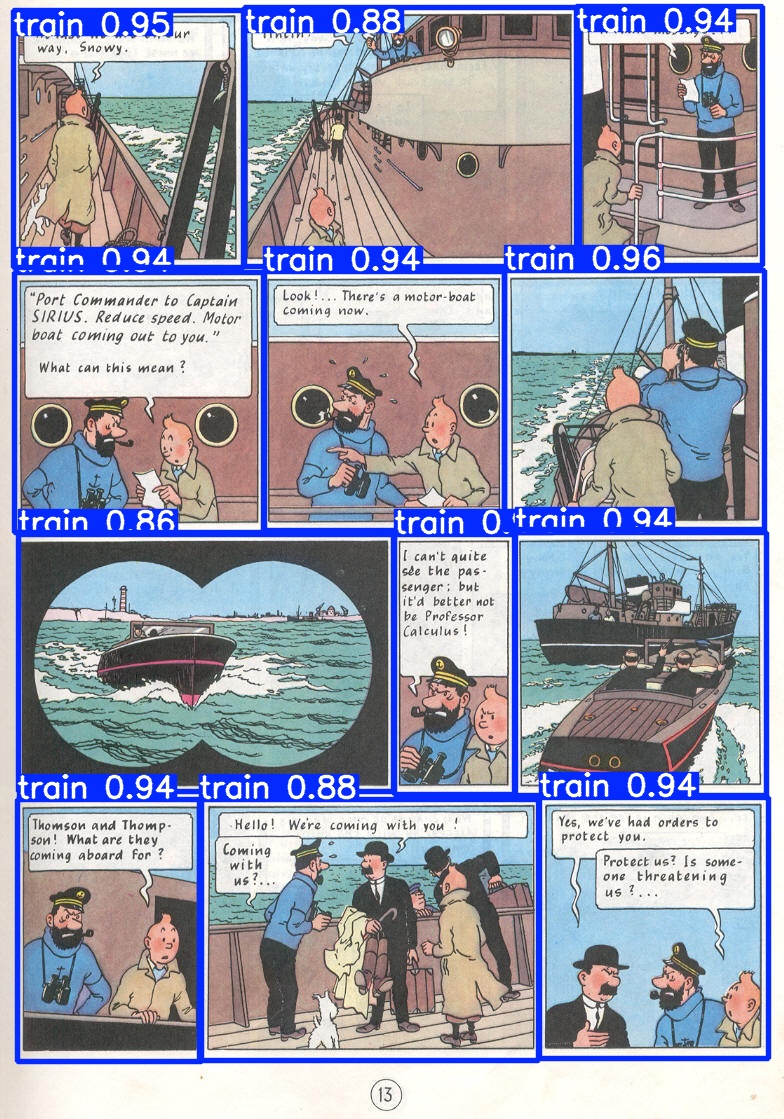 train 0.95
train 0.88
train 0.94
way, Snowy.
train 0.94
train 0.94
train 0.96
"Port Commander to Captain
SIRIUS. Reduce speed. Motor
boat coming out to you."
What can this mean ?
Look!... There's a motor-boat
coming now.
train 0.86
train 0.
train 0.94
I can't quite
see the pas-
senger; but
it'd better not
be Professor
Calculus !
train 0.94
train 0.88
train 0.94
Thomson and Thomp-
son! What are they
coming aboard for ?
Hello! We're coming with you !
Coming
with
us?...
Yes, we've had orders to
protect you.
Protect us? Is some-
one threatening
us ?...
13